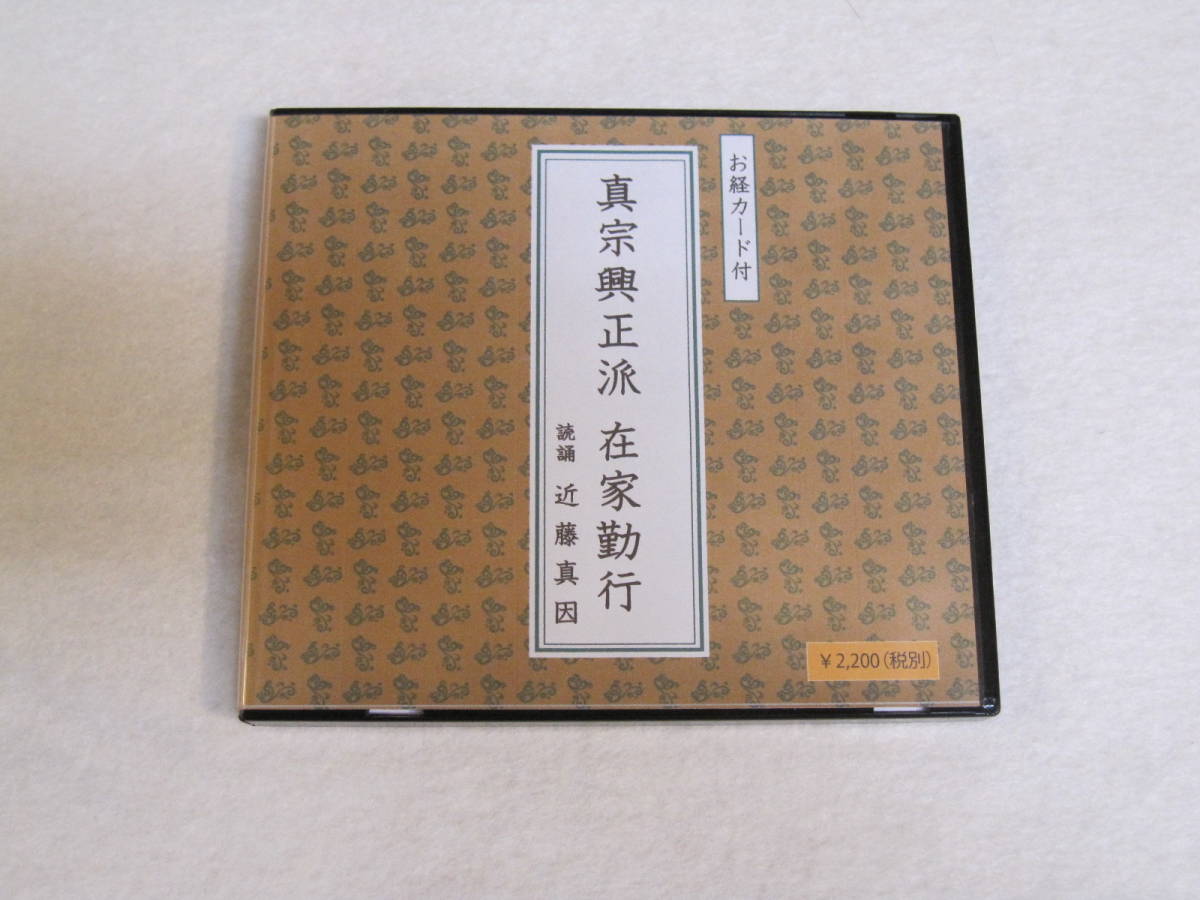 お経カード付
真宗興正派 在家勤行
読誦 近藤真因
¥2,200(税別)